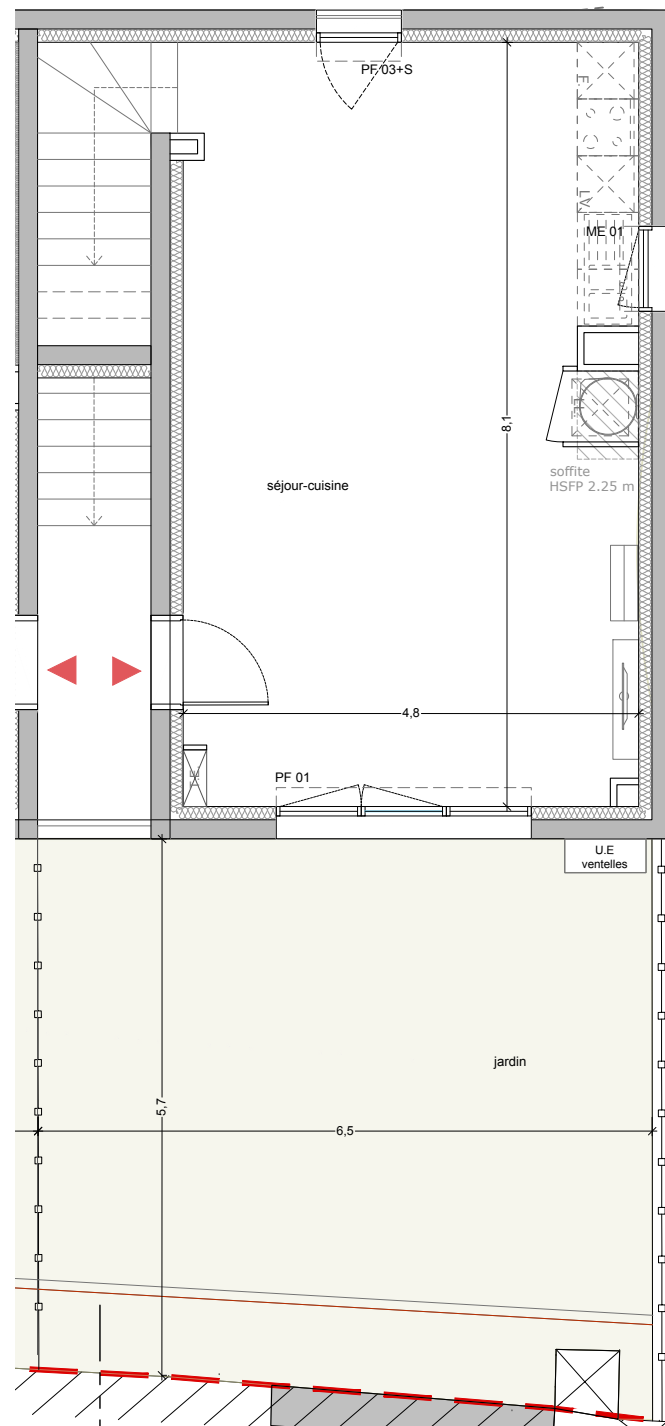 PF 03+S
ME 01
8,1
soffite
HSFP 2.25 m
séjour-cuisine
4,8
PF 01
U.E
ventelles
jardin
5,7
6,5